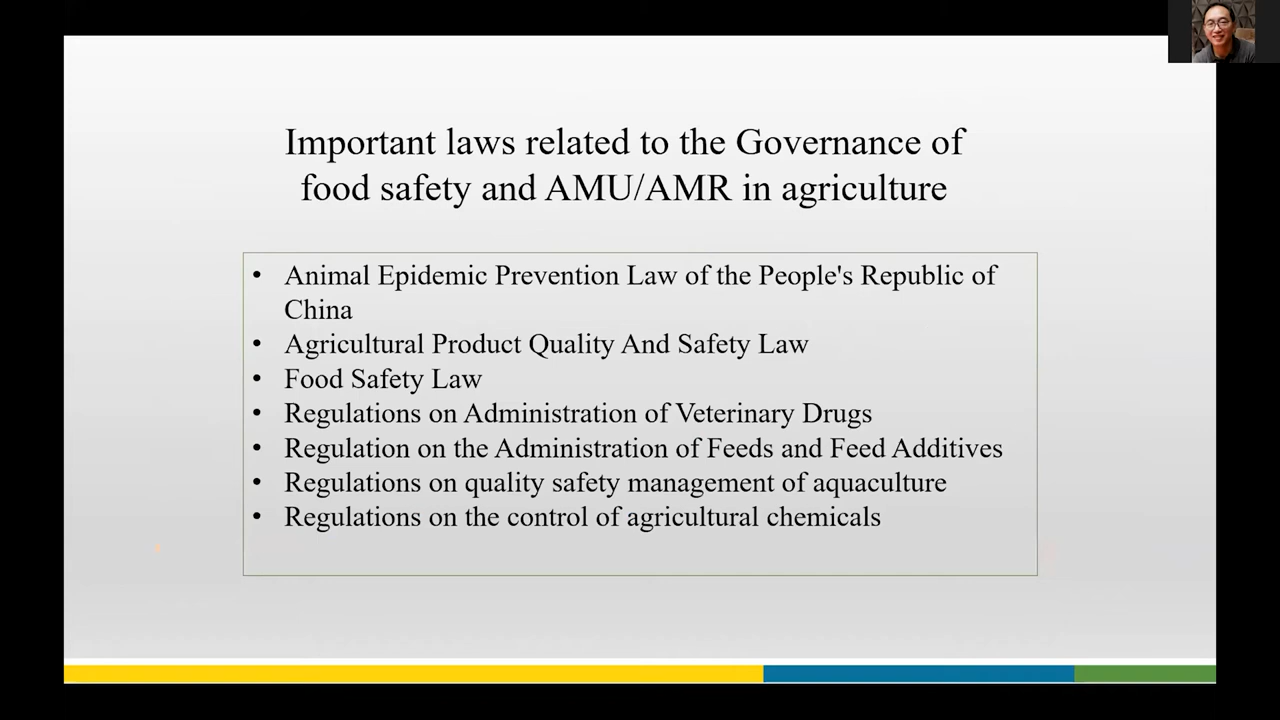 Important laws related to the Governance of
food safety and AMU/AMR in agriculture
• Animal Epidemic Prevention Law of the People's Republic of
China
• Agricultural Product Quality And Safety Law
• Food Safety Law
• Regulations on Administration of Veterinary Drugs
• Regulation on the Administration of Feeds and Feed Additives
• Regulations on quality safety management of aquaculture
• Regulations on the control of agricultural chemicals